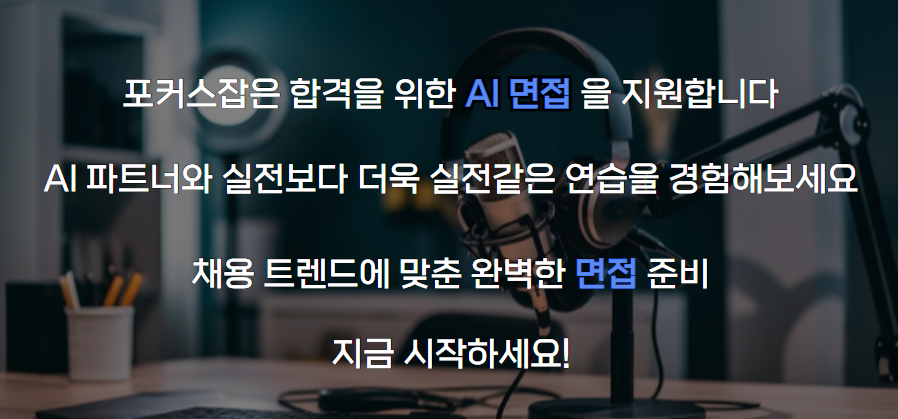 포커스잡은 합격을 위한 AI 면접 을 지원합니다
AI 파트너와 실전보다 더욱 실전같은 연습을 경험해보세요
채용 트렌드에 맞춘 완벽한 면접 준비
지금 시작하세요!